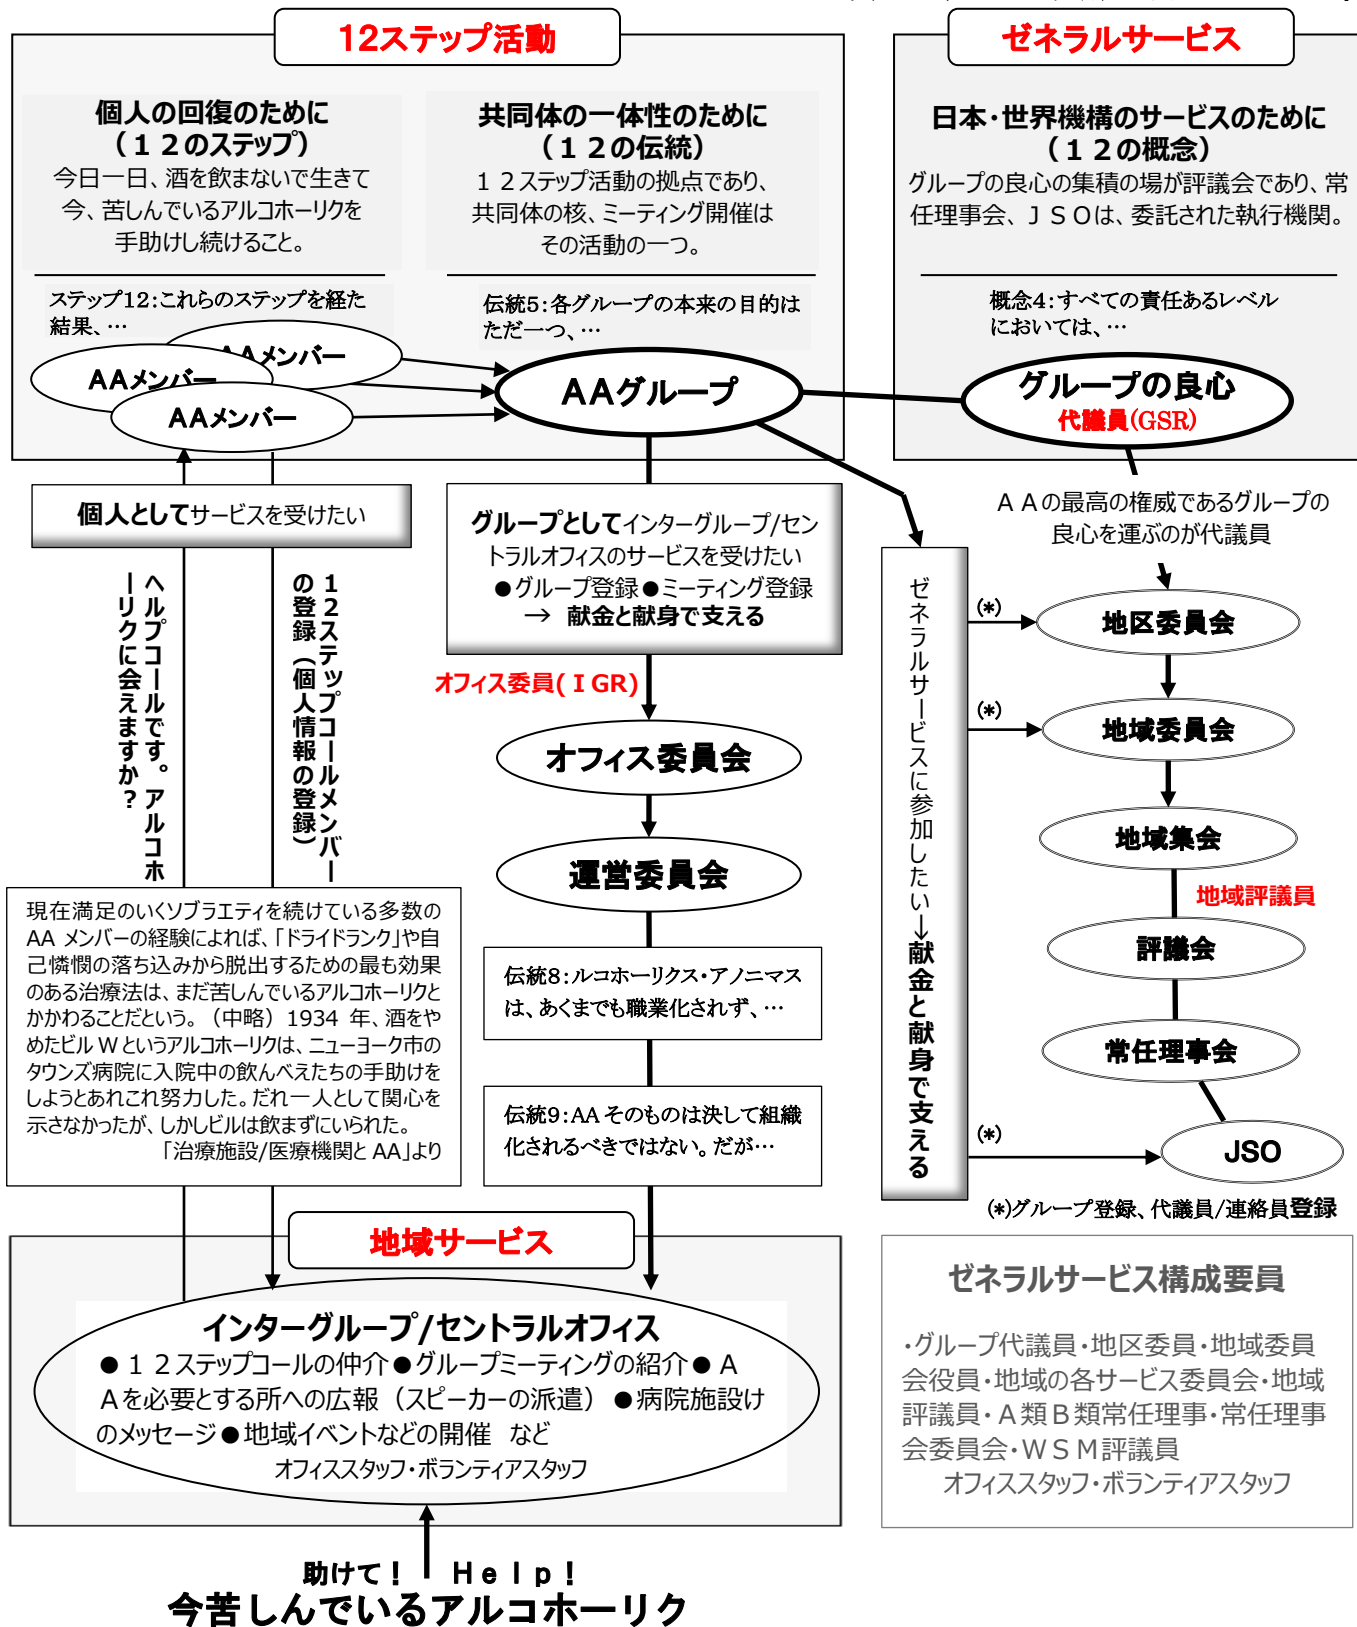 12ステップ活動
ゼネラルサービス
個人の回復のために
（１２のステップ）
今日一日、酒を飲まないで生きて
今、苦しんでいるアルコホーリクを
手助けし続けること。
共同体の一体性のために
（１２の伝統）
１２ステップ活動の拠点であり、
共同体の核、ミーティング開催は
その活動の一つ。
日本・世界機構のサービスのために
（１２の概念）
グループの良心の集積の場が評議会であり、常
任理事会、ＪＳＯは、委託された執行機関。
ステップ12：これらのステップを経た
結果、…
伝統5：各グループの本来の目的は
ただ一つ、…
概念4：すべての責任あるレベル
においては、…
AAメンバー
AAメンバー
AAメンバー
AAグループ
グループの良心
代議員(GSR)
個人としてサービスを受けたい
グループとしてインターグループ/セン
トラルオフィスのサービスを受けたい
●グループ登録●ミーティング登録
→ 献金と献身で支える
ＡＡの最高の権威であるグループの
良心を運ぶのが代議員
ヘルプコールです。アルコホ
ーリクに会えますか？
１２ステップコールメンバー
の登録（個人情報の登録）
オフィス委員(ＩGR)
オフィス委員会
運営委員会
ゼネラルサービスに参加したい→献金と献身で支える
(*)
地区委員会
(*)
地域委員会
地域集会
地域評議員
評議会
常任理事会
(*)
JSO
(*)グループ登録、代議員/連絡員登録
現在満足のいくソブラエティを続けている多数の
AA メンバーの経験によれば、「ドライドランク」や自
己憐憫の落ち込みから脱出するための最も効果
のある治療法は、まだ苦しんでいるアルコホーリクと
かかわることだという。（中略）1934 年、酒をや
めたビル W というアルコホーリクは、ニューヨーク市の
タウンズ病院に入院中の飲んべえたちの手助けを
しようとあれこれ努力した。だれ一人として関心を
示さなかったが、しかしビルは飲まずにいられた。
「治療施設/医療機関と AA」より
伝統8：ルコホーリクス・アノニマス
は、あくまでも職業化されず、…
伝統9：AA そのものは決して組織
化されるべきではない。だが…
地域サービス
インターグループ/セントラルオフィス
●１２ステップコールの仲介●グループミーティングの紹介●Ａ
Ａを必要とする所への広報（スピーカーの派遣）●病院施設け
のメッセージ●地域イベントなどの開催 など
オフィススタッフ・ボランティアスタッフ
ゼネラルサービス構成要員
・グループ代議員・地区委員・地域委員
会役員・地域の各サービス委員会・地域
評議員・Ａ類Ｂ類常任理事・常任理事
会委員会・ＷＳＭ評議員
オフィススタッフ・ボランティアスタッフ
助けて！ Ｈｅｌｐ！
今苦しんでいるアルコホーリク